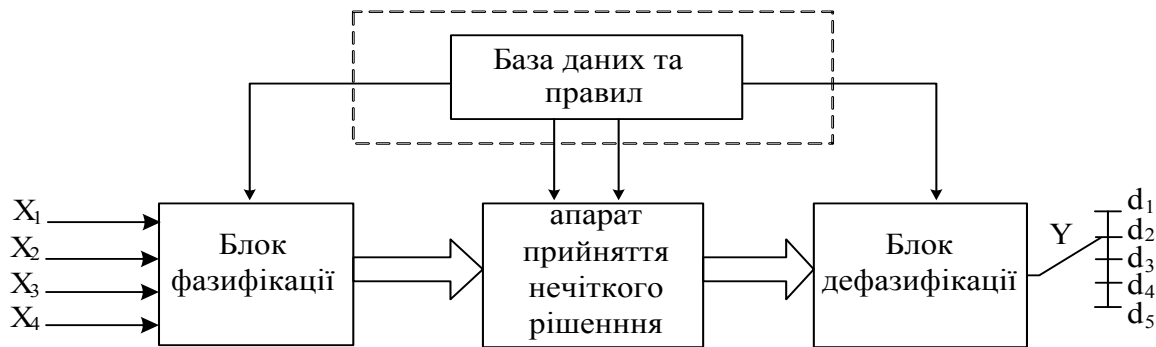 База даних та
правил
X1
X2
X3
X4
Блок
фазифікації
апарат
прийняття
нечіткого
рішенння
Блок
дефазифікації
Y
d1
d2
d3
d4
d5